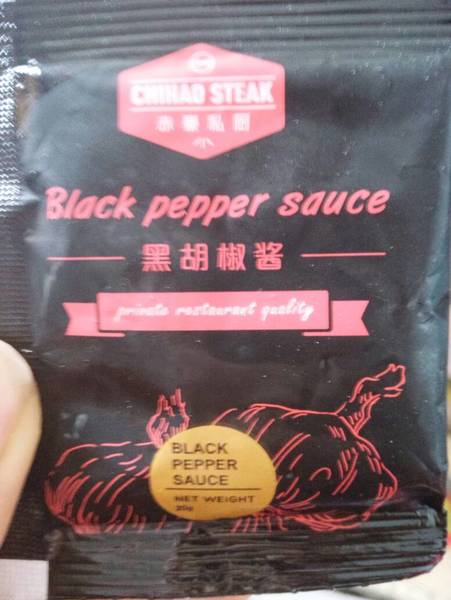 CHIHAO STEAK
赤豪私厨
Black pepper sauce
黑胡椒酱
private restaurant quality
BLACK
PEPPER
SAUCE
NET WEIGHT